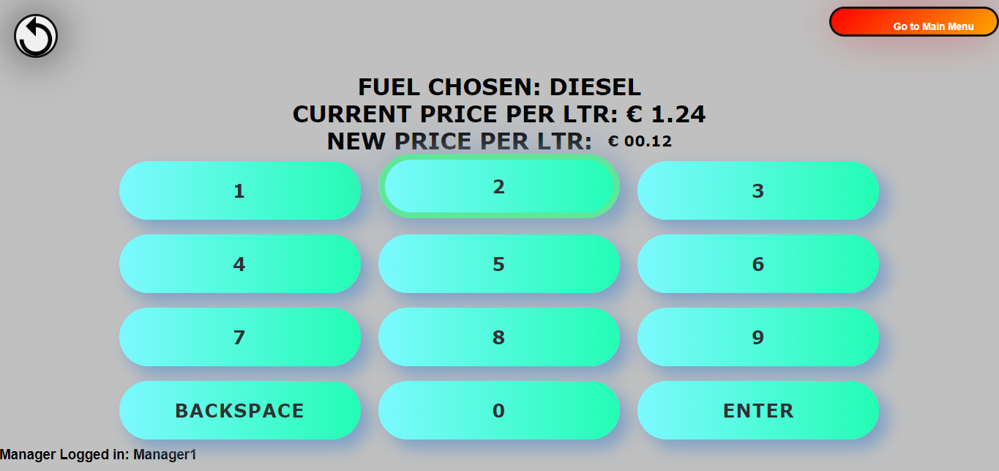 Go to Main Menu
FUEL CHOSEN: DIESEL
CURRENT PRICE PER LTR: € 1.24
NEW PRICE PER LTR: € 00.12
1 2 3
4 5 6
7 8 9
BACKSPACE 0 ENTER
Manager Logged in: Manager1